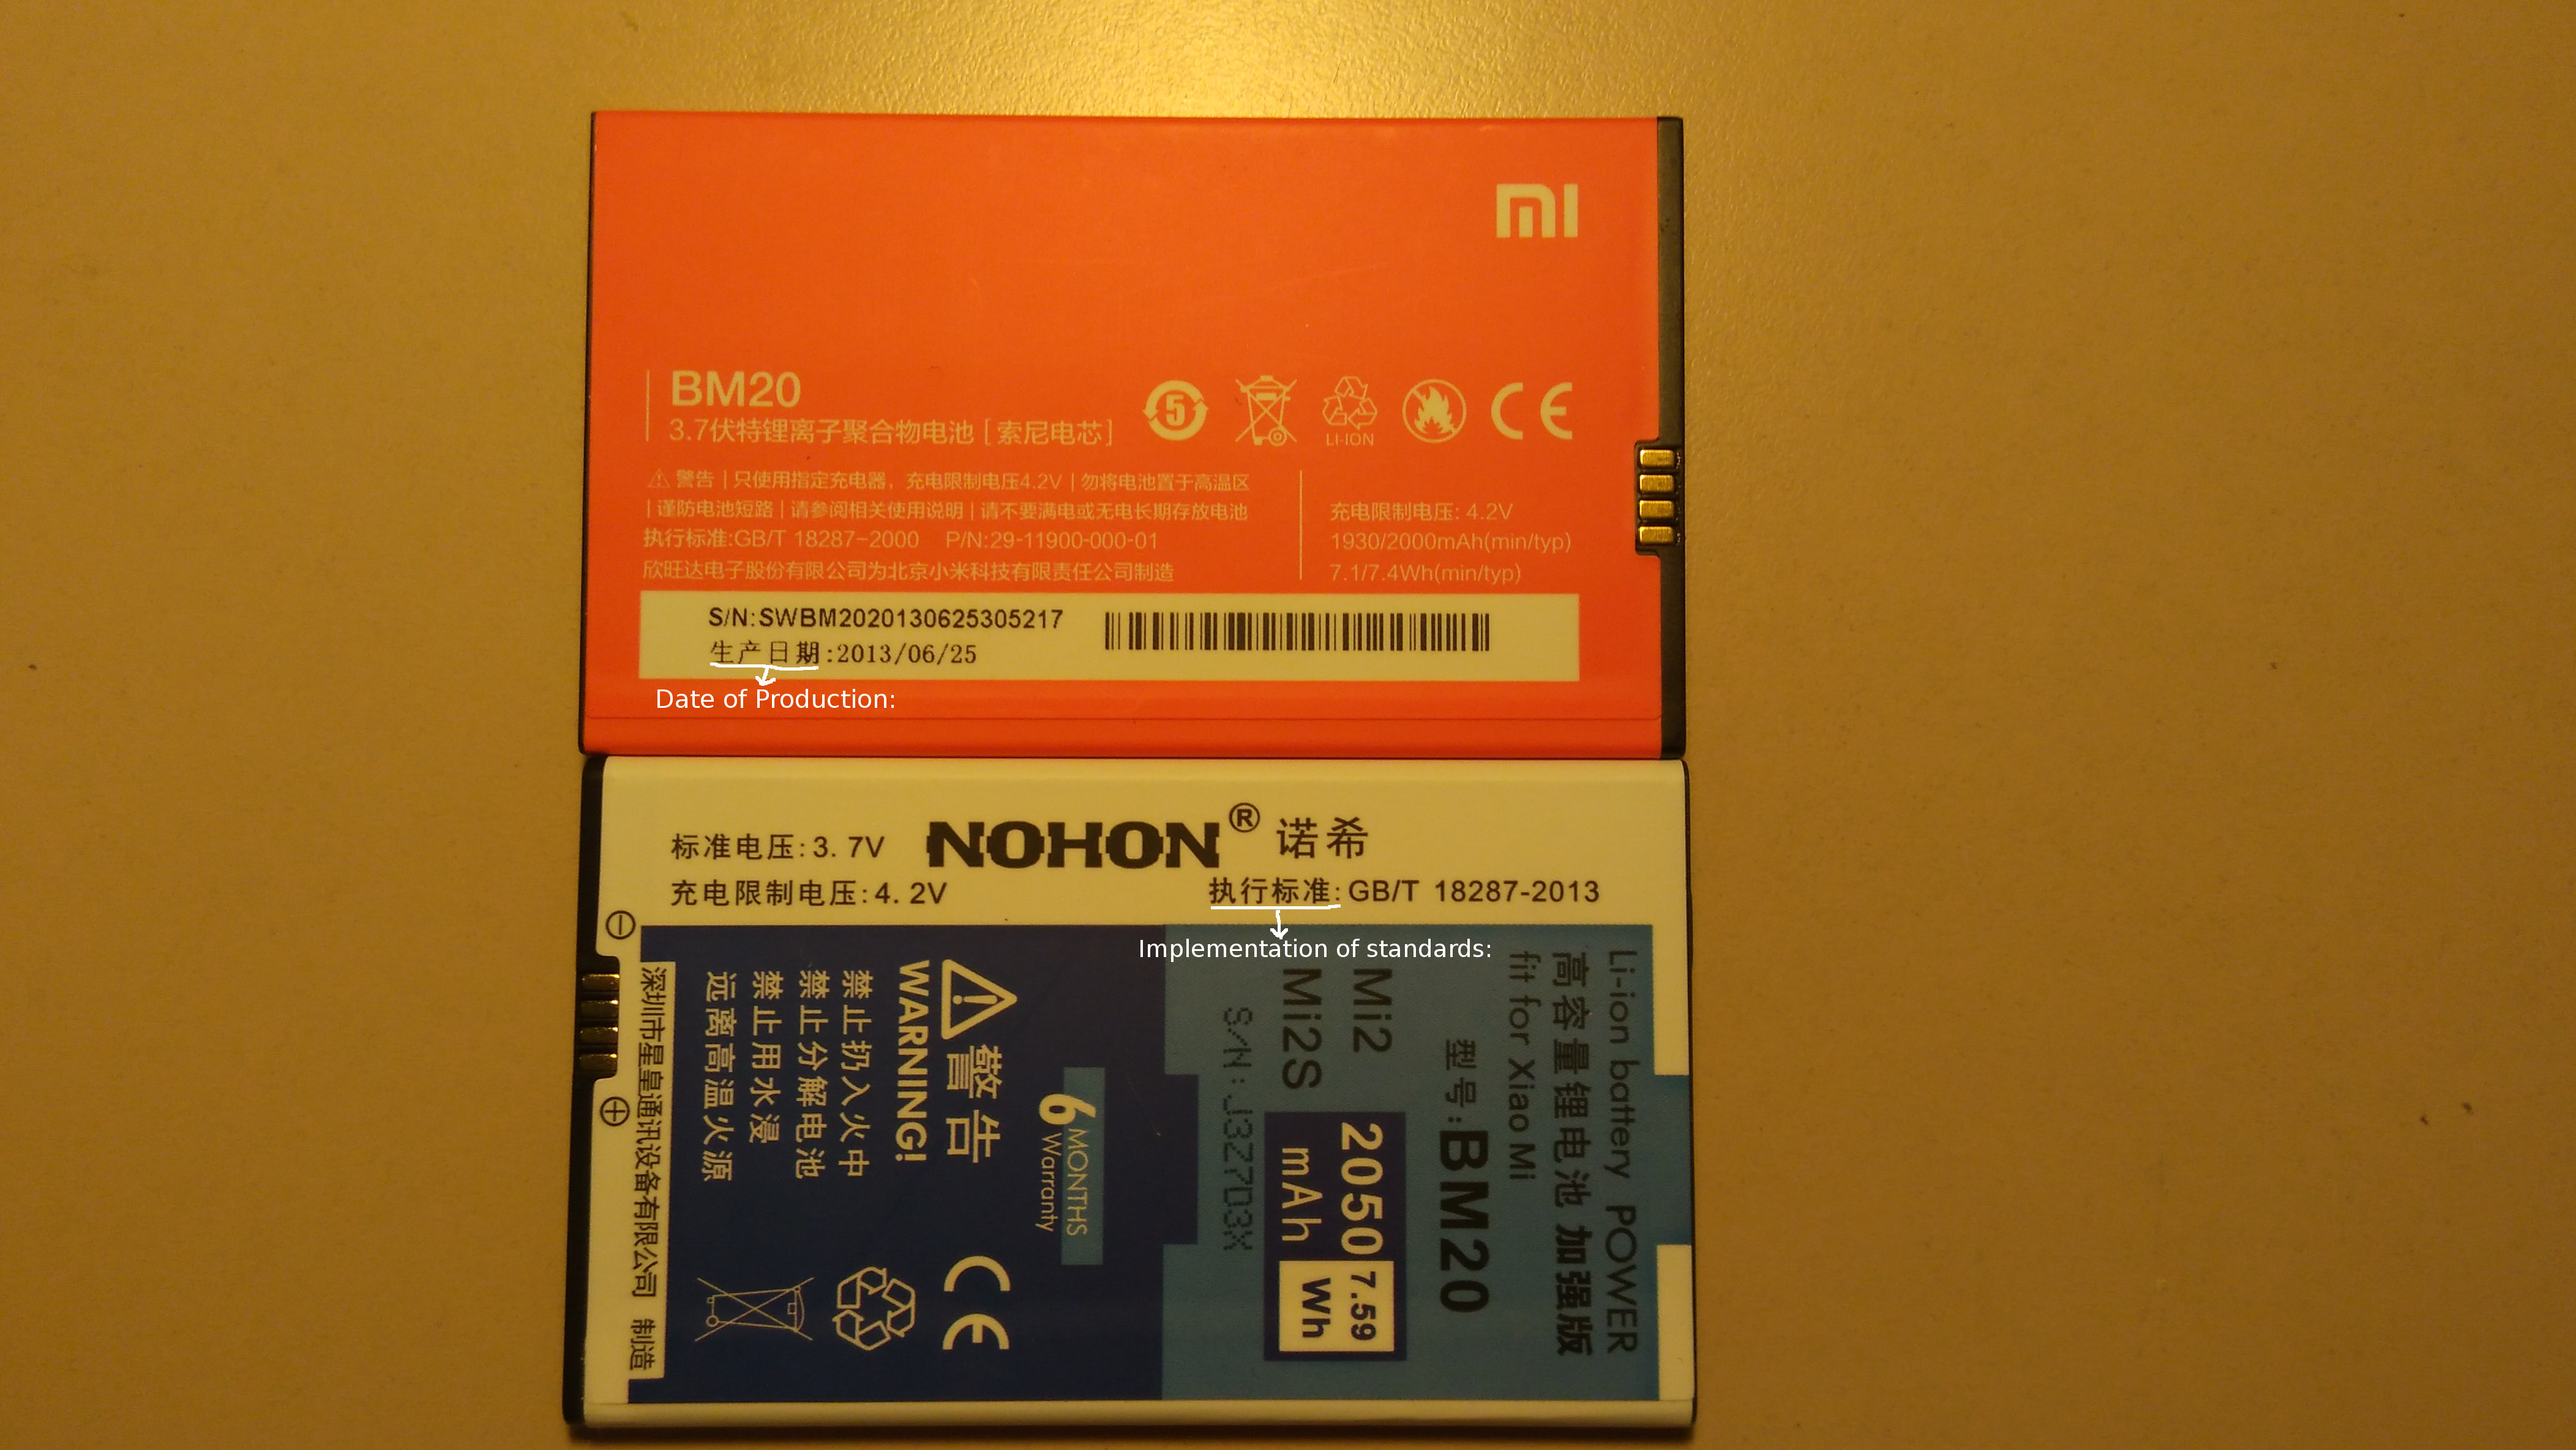 MI
BM20
3.7伏特锂离子聚合物电池 [索尼电芯]
5
LI-ION
CE
警告 | 只使用指定充电器，充电限制电压4.2V | 勿将电池置于高温区
| 谨防电池短路 | 请参阅相关使用说明 | 请不要满电或无电长期存放电池
执行标准:GB/T 18287-2000 P/N:29-11900-000-01
欣旺达电子股份有限公司为北京小米科技有限责任公司制造
充电限制电压: 4.2V
1930/2000mAh(min/typ)
7.1/7.4Wh(min/typ)
S/N:SWBM2020130625305217
生产日期:2013/06/25
Date of Production:
标准电压:3.7V
NOHON® 诺希
充电限制电压:4.2V
执行标准:GB/T 18287-2013
Implementation of standards:
Li-ion battery POWER
高容量锂电池 加强版
fit for Xiao Mi
型号:BM20
Mi2
Mi2S
2050
mAh
7.59
Wh
S/N:J32703X
6
MONTHS
Warranty
警告
WARNING!
禁止扔入火中
禁止分解电池
禁止用水浸
远离高温火源
CE
深圳市星皇通讯设备有限公司 制造